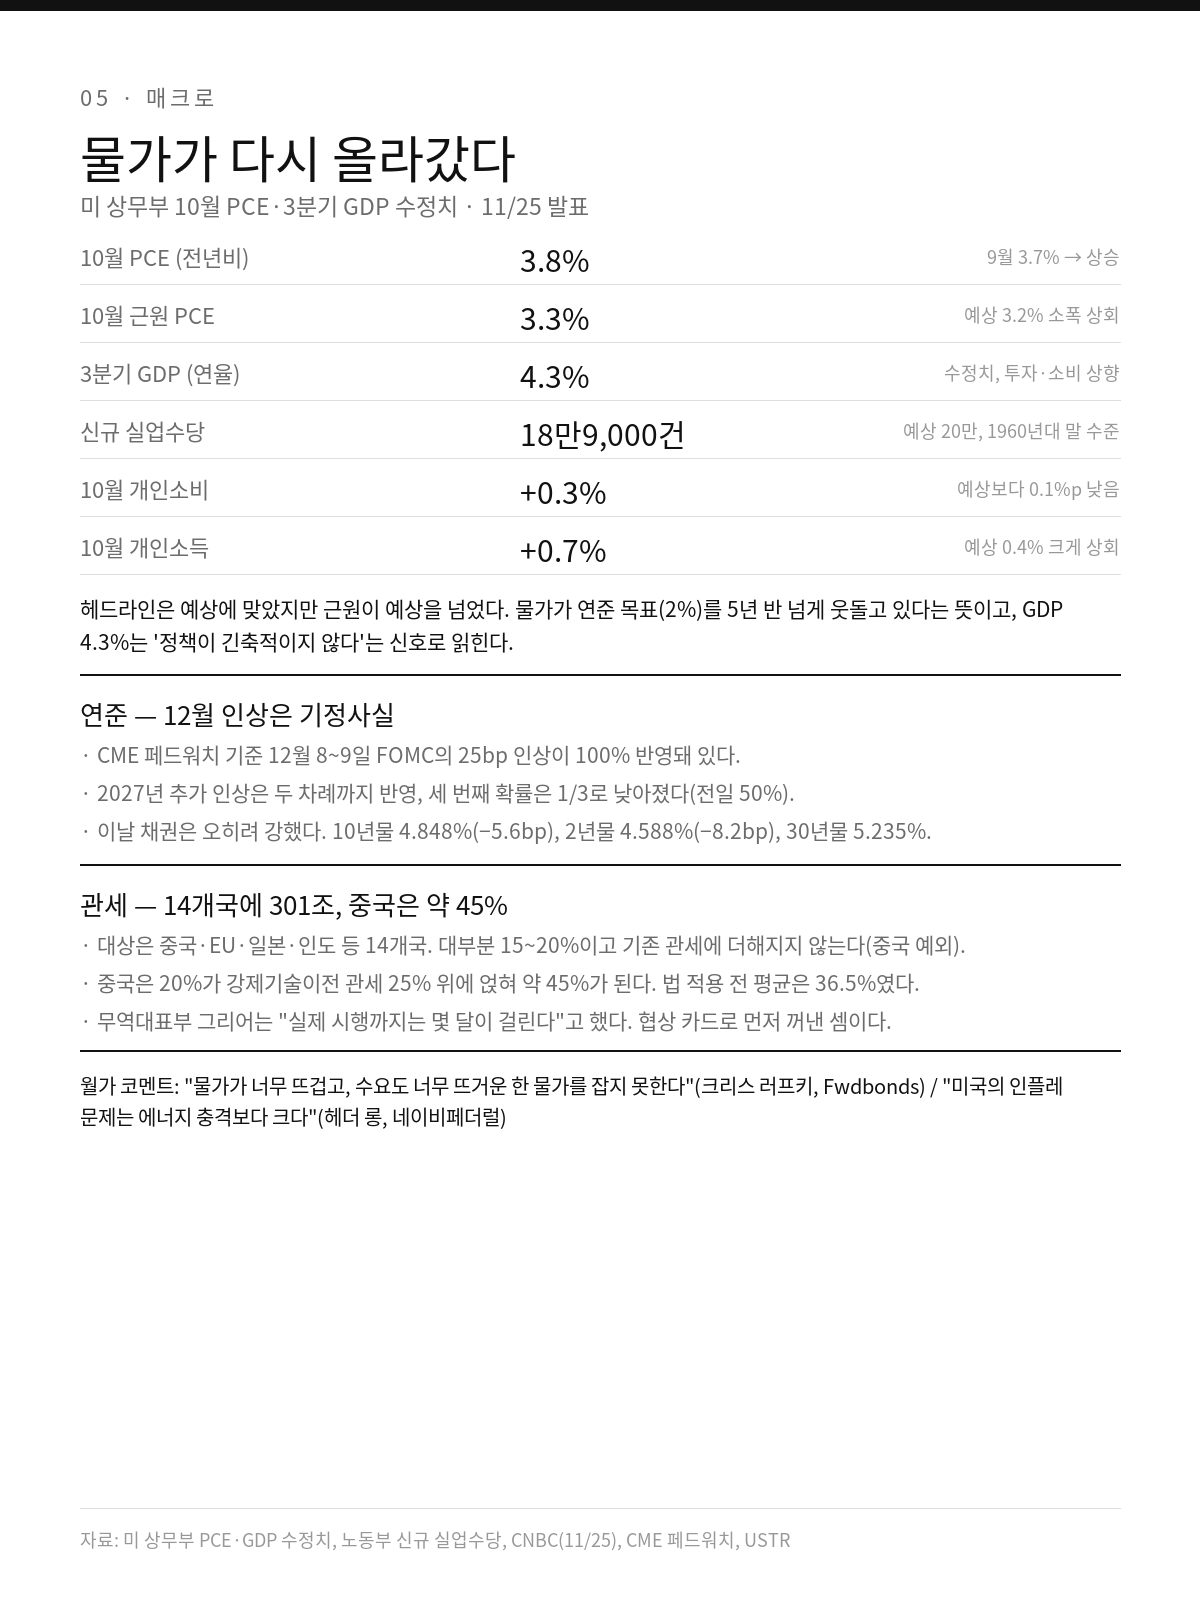 05 · 매크로
물가가 다시 올라갔다
미 상무부 10월 PCE·3분기 GDP 수정치 · 11/25 발표
10월 PCE (전년비) 3.8% 9월 3.7% → 상승
10월 근원 PCE 3.3% 예상 3.2% 소폭 상회
3분기 GDP (연율) 4.3% 수정치, 투자·소비 상향
신규 실업수당 18만9,000건 예상 20만, 1960년대 말 수준
10월 개인소비 +0.3% 예상보다 0.1%p 낮음
10월 개인소득 +0.7% 예상 0.4% 크게 상회
헤드라인은 예상에 맞았지만 근원이 예상을 넘었다. 물가가 연준 목표(2%)를 5년 반 넘게 웃돌고 있다는 뜻이고, GDP
4.3%는 '정책이 긴축적이지 않다'는 신호로 읽힌다.
연준 — 12월 인상은 기정사실
· CME 페드워치 기준 12월 8~9일 FOMC의 25bp 인상이 100% 반영돼 있다.
· 2027년 추가 인상은 두 차례까지 반영, 세 번째 확률은 1/3로 낮아졌다(전일 50%).
· 이날 채권은 오히려 강했다. 10년물 4.848%(−5.6bp), 2년물 4.588%(−8.2bp), 30년물 5.235%.
관세 — 14개국에 301조, 중국은 약 45%
· 대상은 중국·EU·일본·인도 등 14개국. 대부분 15~20%이고 기존 관세에 더해지지 않는다(중국 예외).
· 중국은 20%가 강제기술이전 관세 25% 위에 얹혀 약 45%가 된다. 법 적용 전 평균은 36.5%였다.
· 무역대표부 그리어는 "실제 시행까지는 몇 달이 걸린다"고 했다. 협상 카드로 먼저 꺼낸 셈이다.
월가 코멘트: "물가가 너무 뜨겁고, 수요도 너무 뜨거운 한 물가를 잡지 못한다"(크리스 러프키, Fwdbonds) / "미국의 인플레
문제는 에너지 충격보다 크다"(헤더 롱, 네이비페더럴)
자료: 미 상무부 PCE·GDP 수정치, 노동부 신규 실업수당, CNBC(11/25), CME 페드워치, USTR